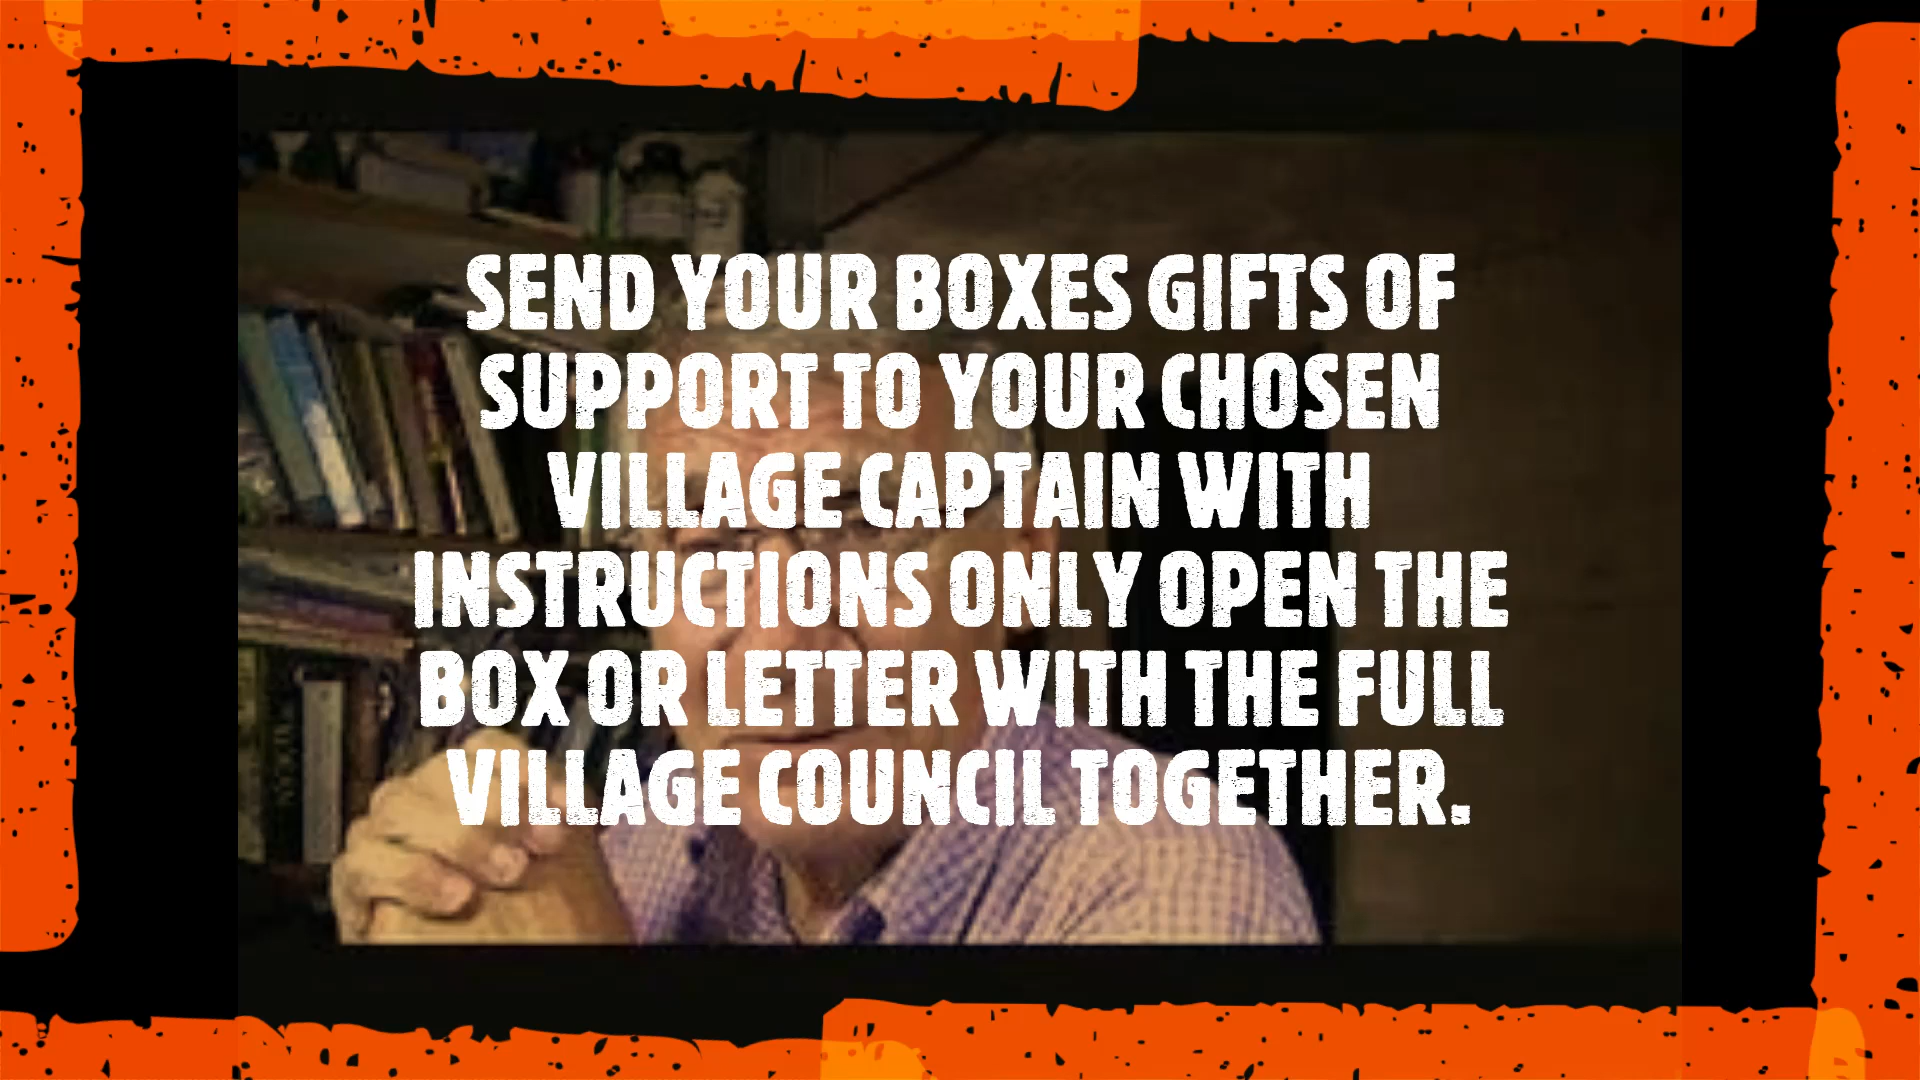 SEND YOUR BOXES GIFTS OF
SUPPORT TO YOUR CHOSEN
VILLAGE CAPTAIN WITH
INSTRUCTIONS ONLY OPEN THE
BOX OR LETTER WITH THE FULL
VILLAGE COUNCIL TOGETHER.